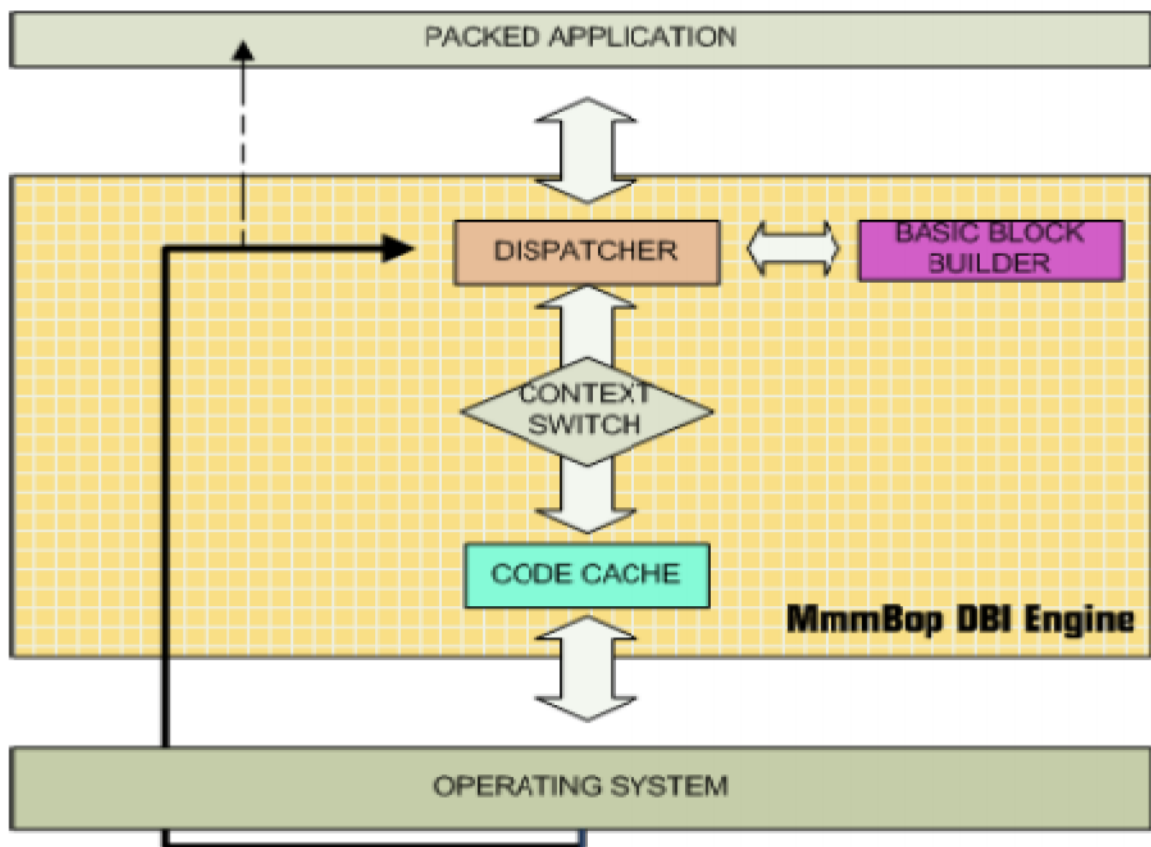 PACKED APPLICATION
DISPATCHER
BASIC BLOCK
BUILDER
CONTEXT
SWITCH
CODE CACHE
MmmBop DBI Engine
OPERATING SYSTEM